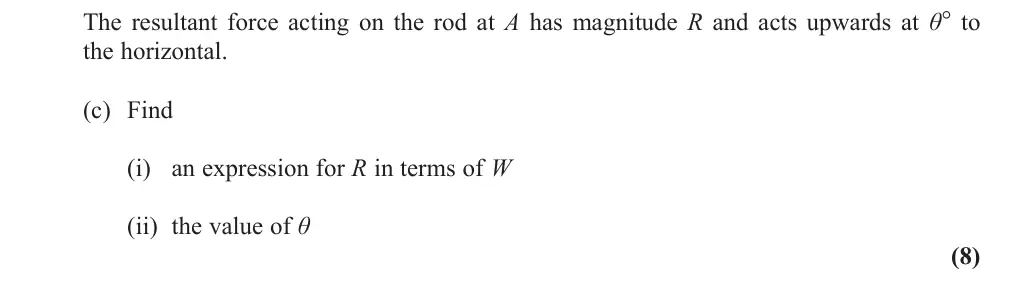 The resultant force acting on the rod at A has magnitude R and acts upwards at θ° to
the horizontal.
(c) Find
(i) an expression for R in terms of W
(ii) the value of θ
(8)